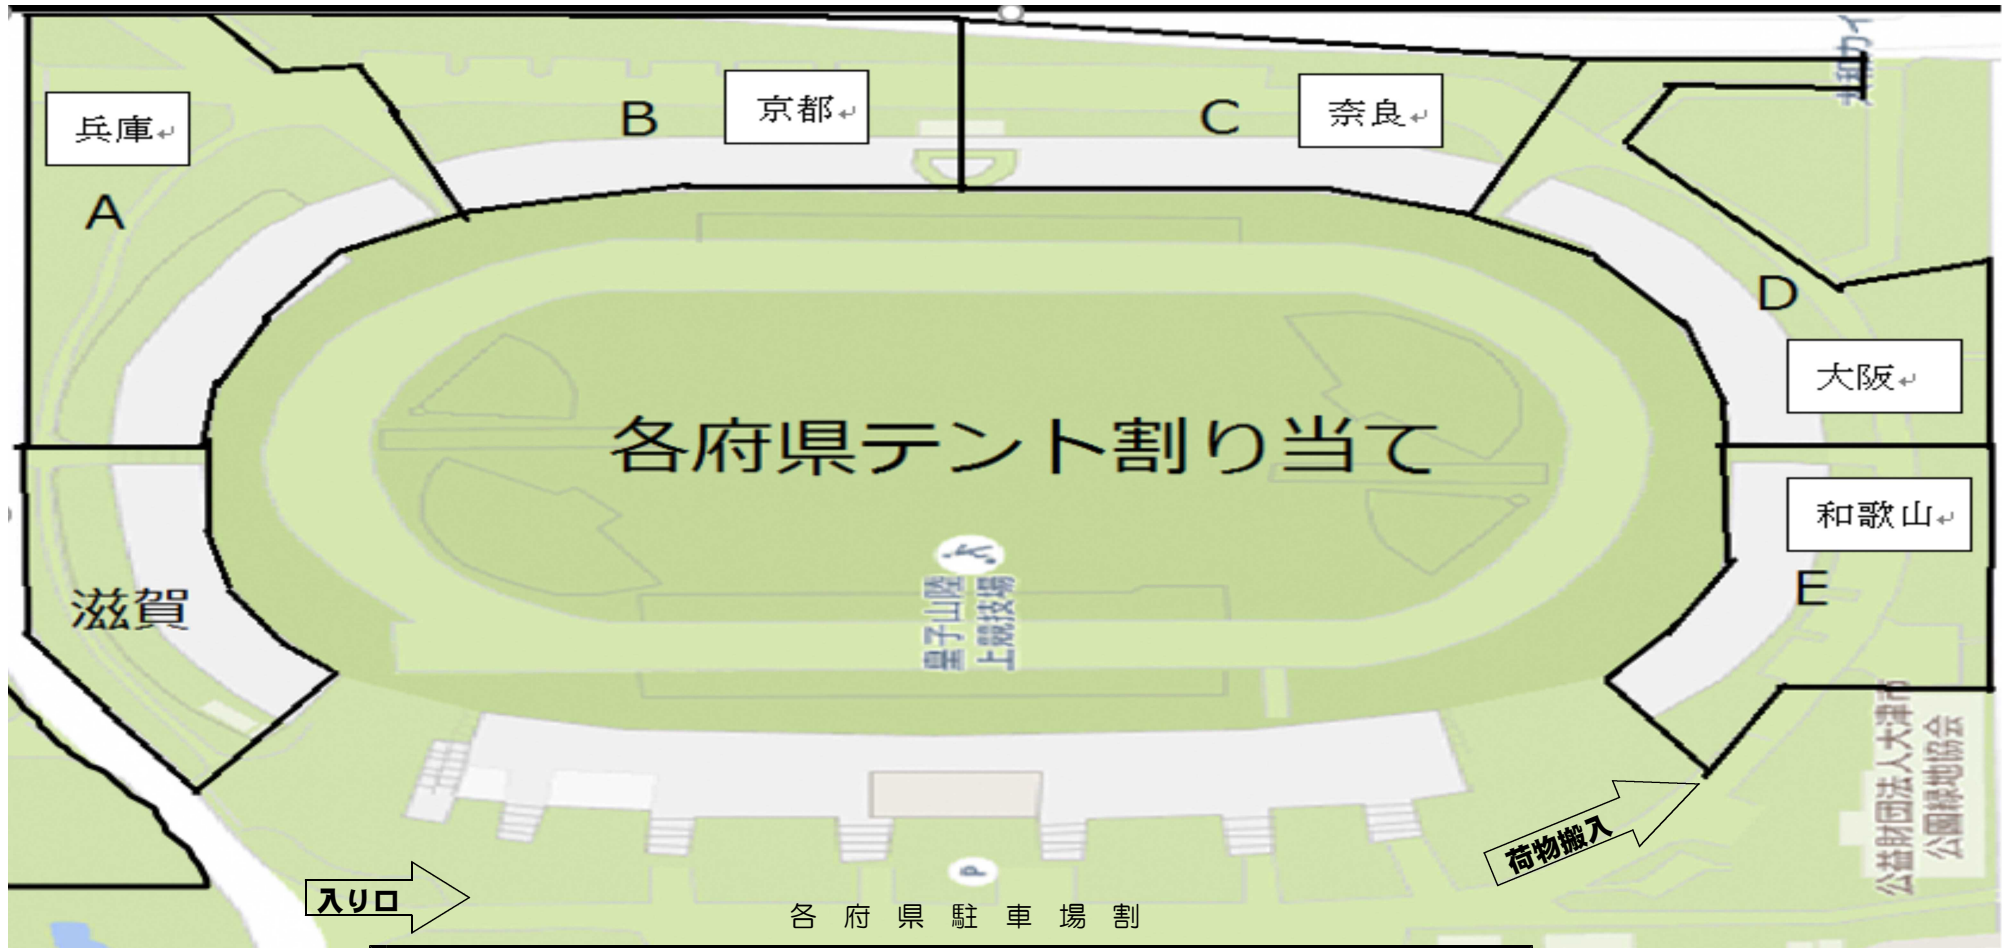 兵庫↵
A
B
京都↵
C
奈良↵
D
大阪↵
各府県テント割り当て
和歌山↵
E
滋賀
皇子山陸
上競技場
公益財団法人大津市
公園緑地協会
荷物搬入
P
入り口
各府県駐車場割